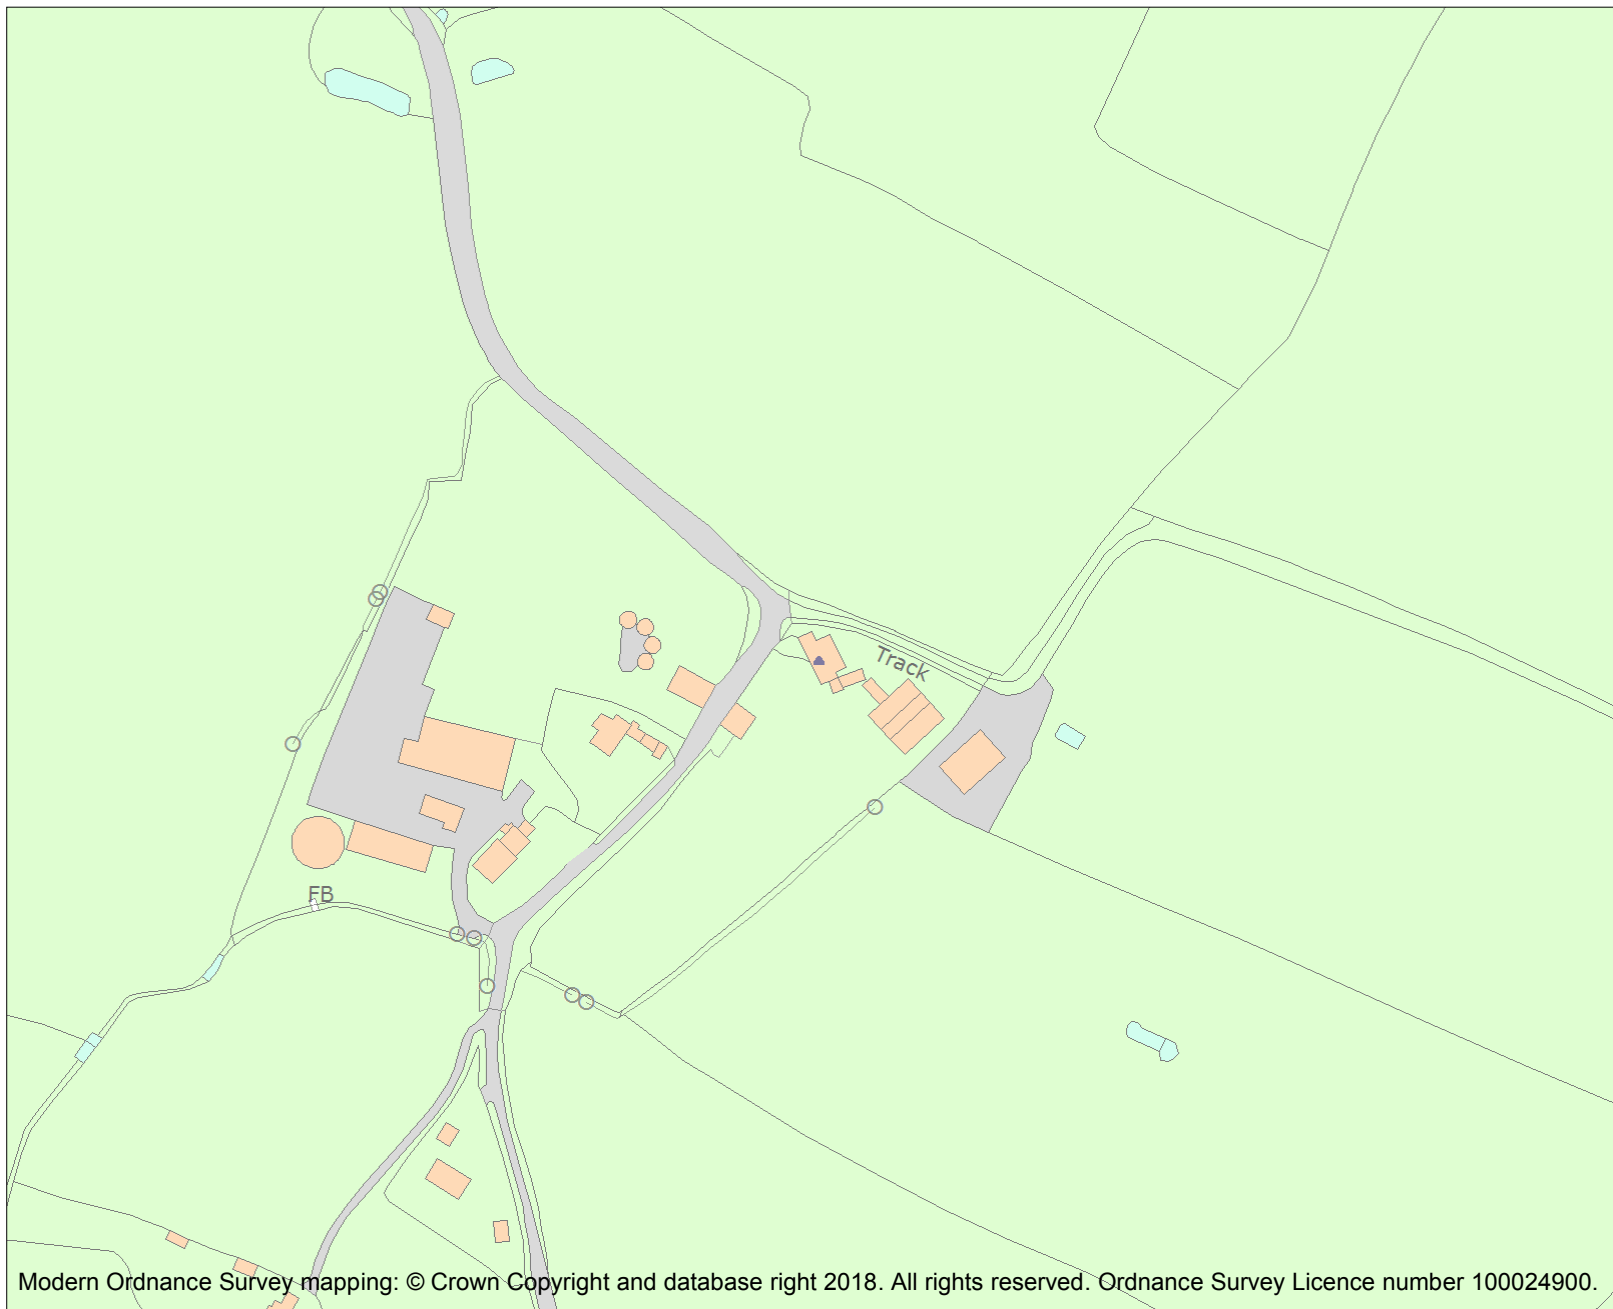 Track
FB
Modern Ordnance Survey mapping: © Crown Copyright and database right 2018. All rights reserved. Ordnance Survey Licence number 100024900.